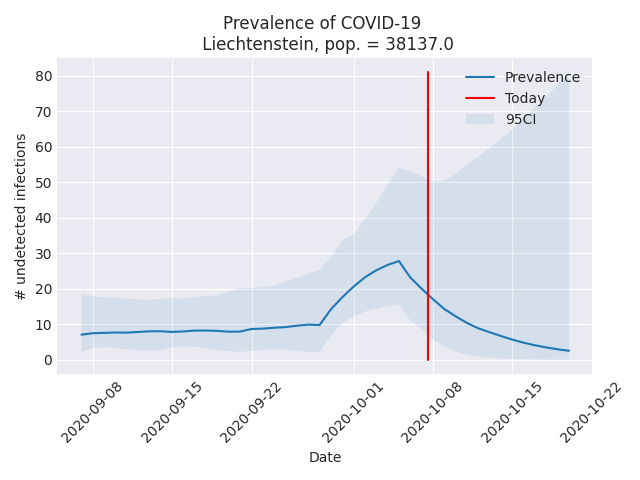 Prevalence of COVID-19
Liechtenstein, pop. = 38137.0
Prevalence
Today
95CI
# undetected infections
80
70
60
50
40
30
20
10
0
2020-09-08
2020-09-15
2020-09-22
2020-10-01
2020-10-08
2020-10-15
2020-10-22
Date